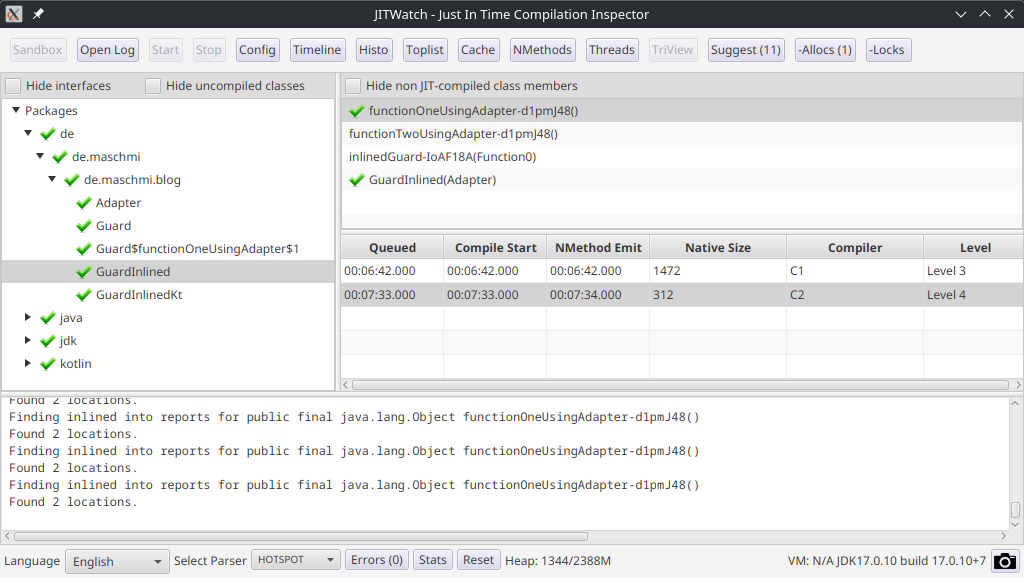 JITWatch - Just In Time Compilation Inspector
Sandbox Open Log Start Stop Config Timeline Histo Toplist Cache NMethods Threads TriView Suggest (11) -Allocs (1) -Locks
Hide interfaces Hide uncompiled classes
Packages
de
de.maschmi
de.maschmi.blog
Adapter
Guard
Guard$functionOneUsingAdapter$1
GuardInlined
GuardInlinedKt
java
jdk
kotlin
Hide non JIT-compiled class members
functionOneUsingAdapter-d1pmJ48()
functionTwoUsingAdapter-d1pmJ48()
inlinedGuard-IoAF18A(Function0)
GuardInlined(Adapter)
Queued Compile Start NMethod Emit Native Size Compiler Level
00:06:42.000 00:06:42.000 00:06:42.000 1472 C1 Level 3
00:07:33.000 00:07:33.000 00:07:34.000 312 C2 Level 4
Found 2 locations.
Finding inlined into reports for public final java.lang.Object functionOneUsingAdapter-d1pmJ48()
Found 2 locations.
Finding inlined into reports for public final java.lang.Object functionOneUsingAdapter-d1pmJ48()
Found 2 locations.
Finding inlined into reports for public final java.lang.Object functionOneUsingAdapter-d1pmJ48()
Found 2 locations.
Language English Select Parser HOTSPOT Errors (0) Stats Reset Heap: 1344/2388M VM: N/A JDK17.0.10 build 17.0.10+7